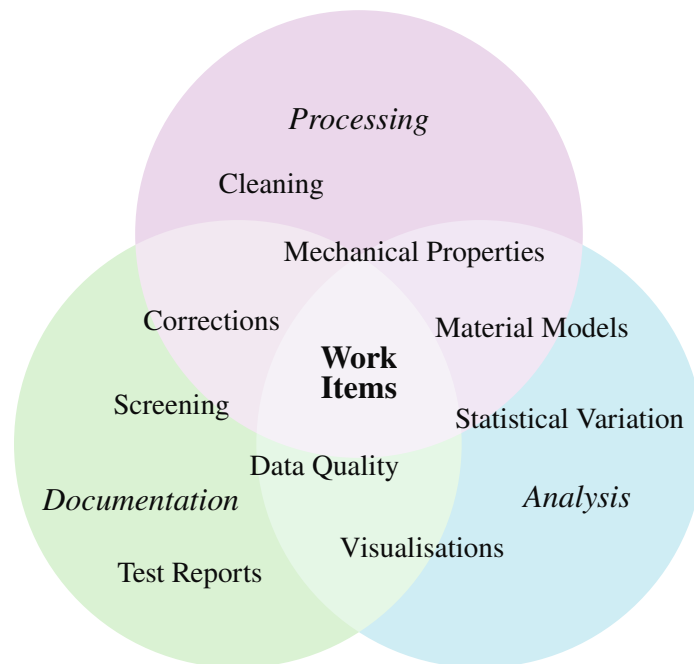 Processing
Cleaning
Mechanical Properties
Corrections
Material Models
Work
Items
Screening
Statistical Variation
Data Quality
Documentation
Analysis
Visualisations
Test Reports